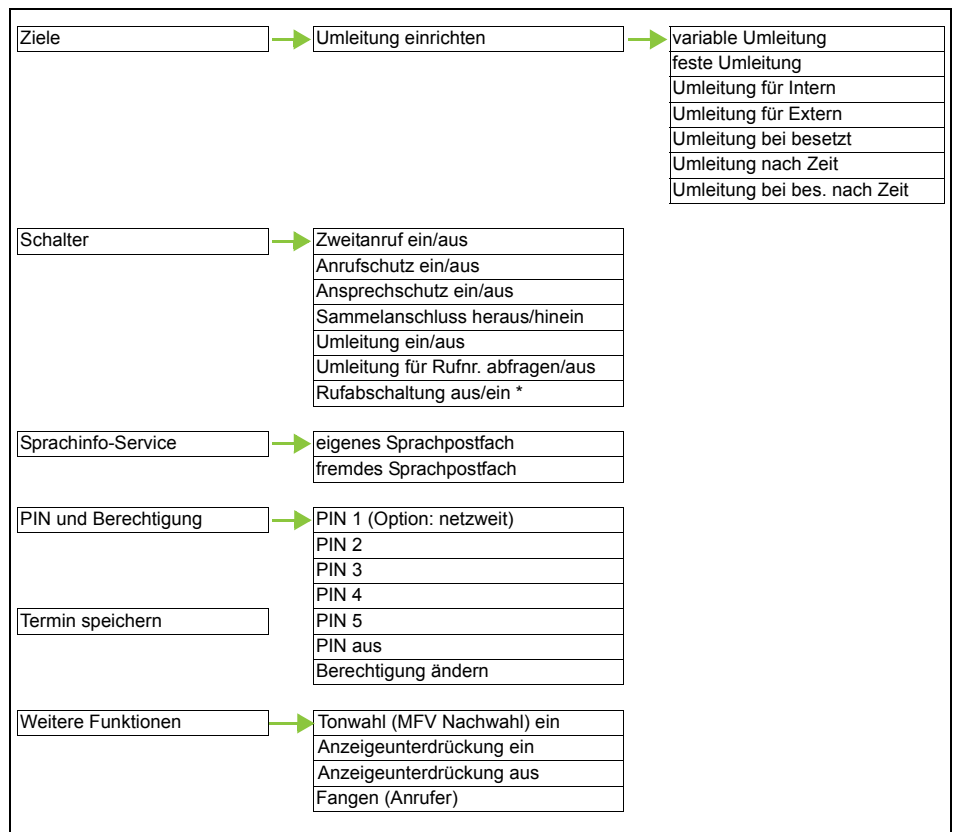 Ziele
Umleitung einrichten
variable Umleitung
feste Umleitung
Umleitung für Intern
Umleitung für Extern
Umleitung bei besetzt
Umleitung nach Zeit
Umleitung bei bes. nach Zeit
Schalter
Zweitanruf ein/aus
Anrufschutz ein/aus
Ansprechschutz ein/aus
Sammelanschluss heraus/hinein
Umleitung ein/aus
Umleitung für Rufnr. abfragen/aus
Rufabschaltung aus/ein *
Sprachinfo-Service
eigenes Sprachpostfach
fremdes Sprachpostfach
PIN und Berechtigung
PIN 1 (Option: netzweit)
PIN 2
PIN 3
PIN 4
Termin speichern
PIN 5
PIN aus
Berechtigung ändern
Weitere Funktionen
Tonwahl (MFV Nachwahl) ein
Anzeigeunterdrückung ein
Anzeigeunterdrückung aus
Fangen (Anrufer)